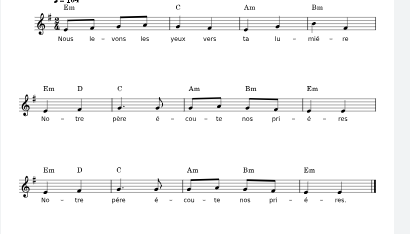 Em C Am Bm
Nous le – vons les yeux vers ta lu – miè – re
Em D C Am Bm Em
No – tre père é – cou – te nos pri – è – res
Em D C Am Bm Em
No – tre père é – cou – te nos pri – è – res.